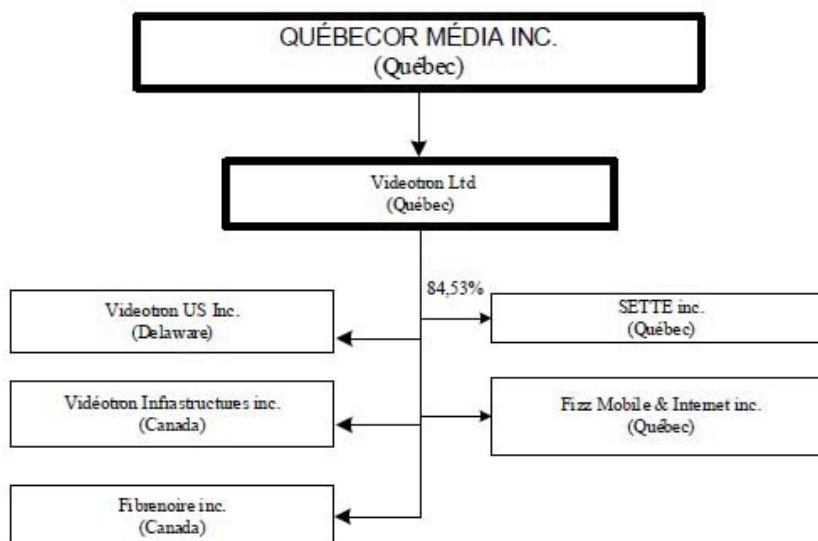 QUÉBECOR MÉDIA INC.
(Québec)
Videotron Ltd
(Québec)
84,53%
Videotron US Inc.
(Delaware)
SETTE inc.
(Québec)
Vidéotron Infrastructures inc.
(Canada)
Fizz Mobile & Internet inc.
(Québec)
Fibrenoire inc.
(Canada)